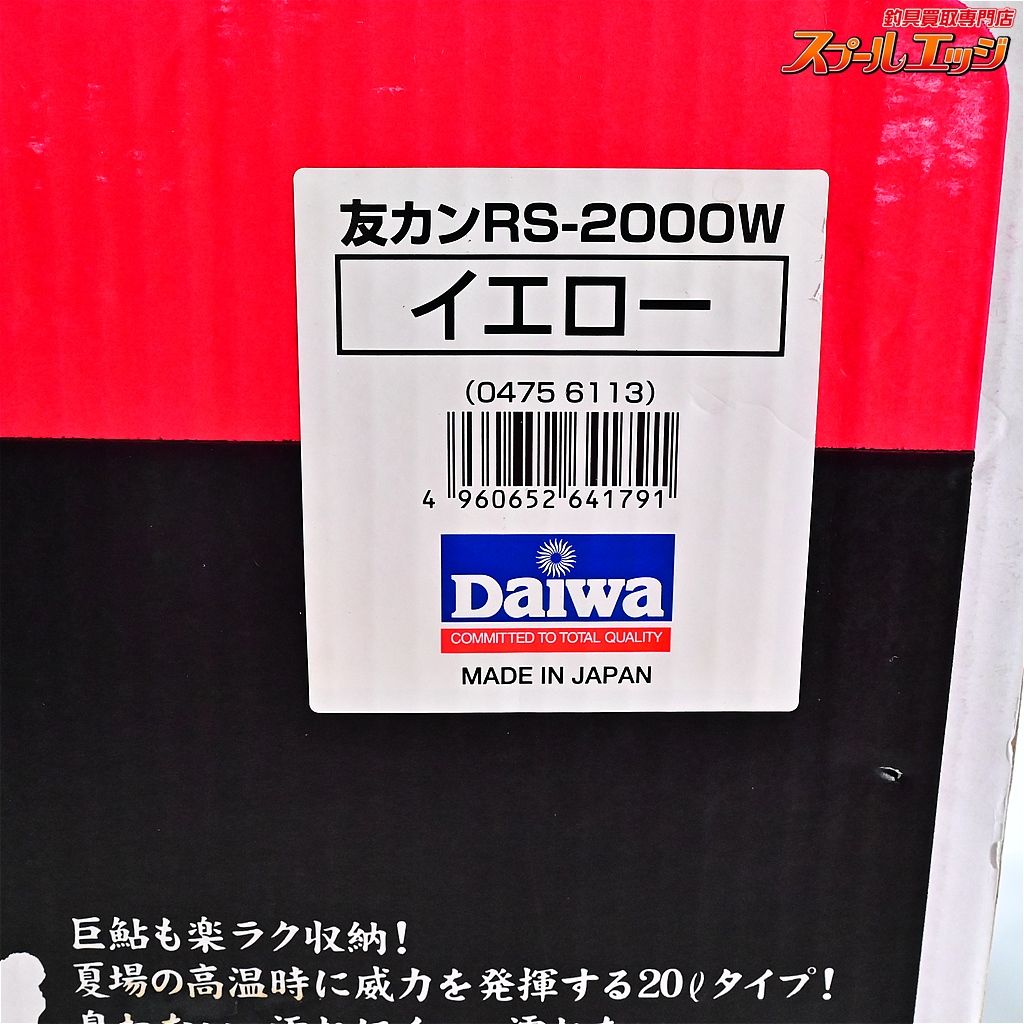 釣具買取専門店
スプールエッジ
友カンRS-2000W
イエロー
(0475 6113)
4 960652 641791
Daiwa
COMMITTED TO TOTAL QUALITY
MADE IN JAPAN
巨鮎も楽ラク収納!
夏場の高温時に威力を発揮する20ℓタイプ!